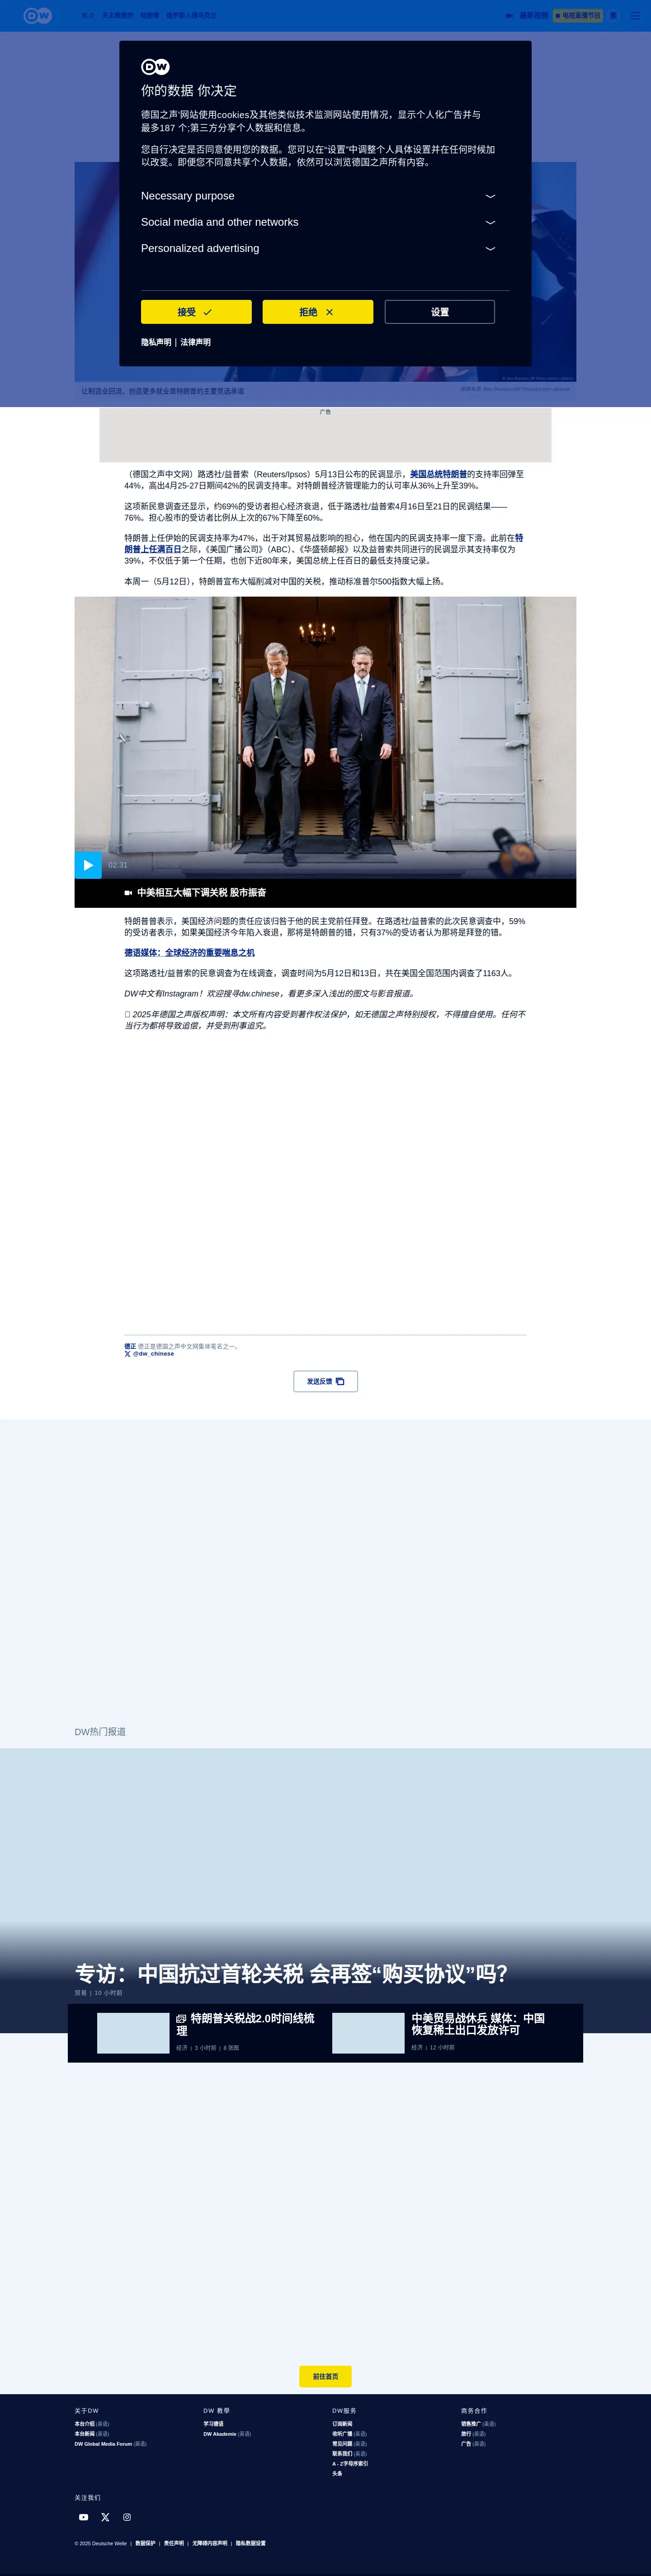 DW
东·D 天主教教宗 特朗普 俄罗斯入侵乌克兰
最新视频 电视直播节目 繁
DW
你的数据 你决定
德国之声'网站使用cookies及其他类似技术监测网站使用情况，显示个人化广告并与
最多187 个;第三方分享个人数据和信息。
您自行决定是否同意使用您的数据。您可以在“设置”中调整个人具体设置并在任何时候加
以改变。即便您不同意共享个人数据，依然可以浏览德国之声所有内容。
Necessary purpose
Social media and other networks
Personalized advertising
接受
拒绝
设置
隐私声明 | 法律声明
让制造业回流、创造更多就业是特朗普的主要竞选承诺
广告
（德国之声中文网）路透社/益普索（Reuters/Ipsos）5月13日公布的民调显示，美国总统特朗普的支持率回弹至
44%，高出4月25-27日期间42%的民调支持率。对特朗普经济管理能力的认可率从36%上升至39%。
这项新民意调查还显示，约69%的受访者担心经济衰退，低于路透社/益普索4月16日至21日的民调结果——
76%。担心股市的受访者比例从上次的67%下降至60%。
特朗普上任伊始的民调支持率为47%，出于对其贸易战影响的担心，他在国内的民调支持率一度下滑。此前在特
朗普上任满百日之际，《美国广播公司》（ABC）、《华盛顿邮报》以及益普索共同进行的民调显示其支持率仅为
39%，不仅低于第一个任期，也创下近80年来，美国总统上任百日的最低支持度记录。
本周一（5月12日），特朗普宣布大幅削减对中国的关税，推动标准普尔500指数大幅上扬。
02:31
中美相互大幅下调关税 股市振奋
特朗普普表示，美国经济问题的责任应该归咎于他的民主党前任拜登。在路透社/益普索的此次民意调查中，59%
的受访者表示，如果美国经济今年陷入衰退，那将是特朗普的错，只有37%的受访者认为那将是拜登的错。
德语媒体：全球经济的重要喘息之机
这项路透社/益普索的民意调查为在线调查，调查时间为5月12日和13日，共在美国全国范围内调查了1163人。
DW中文有Instagram！欢迎搜寻dw.chinese，看更多深入浅出的图文与影音报道。
2025年德国之声版权声明：本文所有内容受到著作权法保护，如无德国之声特别授权，不得擅自使用。任何不
当行为都将导致追偿，并受到刑事追究。
德正 德正是德国之声中文网集体笔名之一。
@dw_chinese
发送反馈
DW热门报道
专访：中国抗过首轮关税 会再签“购买协议”吗？
贸易 | 10 小时前
特朗普关税战2.0时间线梳
理
经济 | 3 小时前 | 8 张图
中美贸易战休兵 媒体：中国
恢复稀土出口发放许可
经济 | 12 小时前
前往首页
关于DW
本台介绍 (英语)
本台新闻 (英语)
DW Global Media Forum (英语)
DW 教学
学习德语
DW Akademie (英语)
DW服务
订阅新闻
收听广播 (英语)
常见问题 (英语)
联系我们 (英语)
A - Z字母序索引
头条
商务合作
销售推广 (英语)
旅行 (英语)
广告 (英语)
关注我们
© 2025 Deutsche Welle | 数据保护 | 责任声明 | 无障碍内容声明 | 隐私数据设置